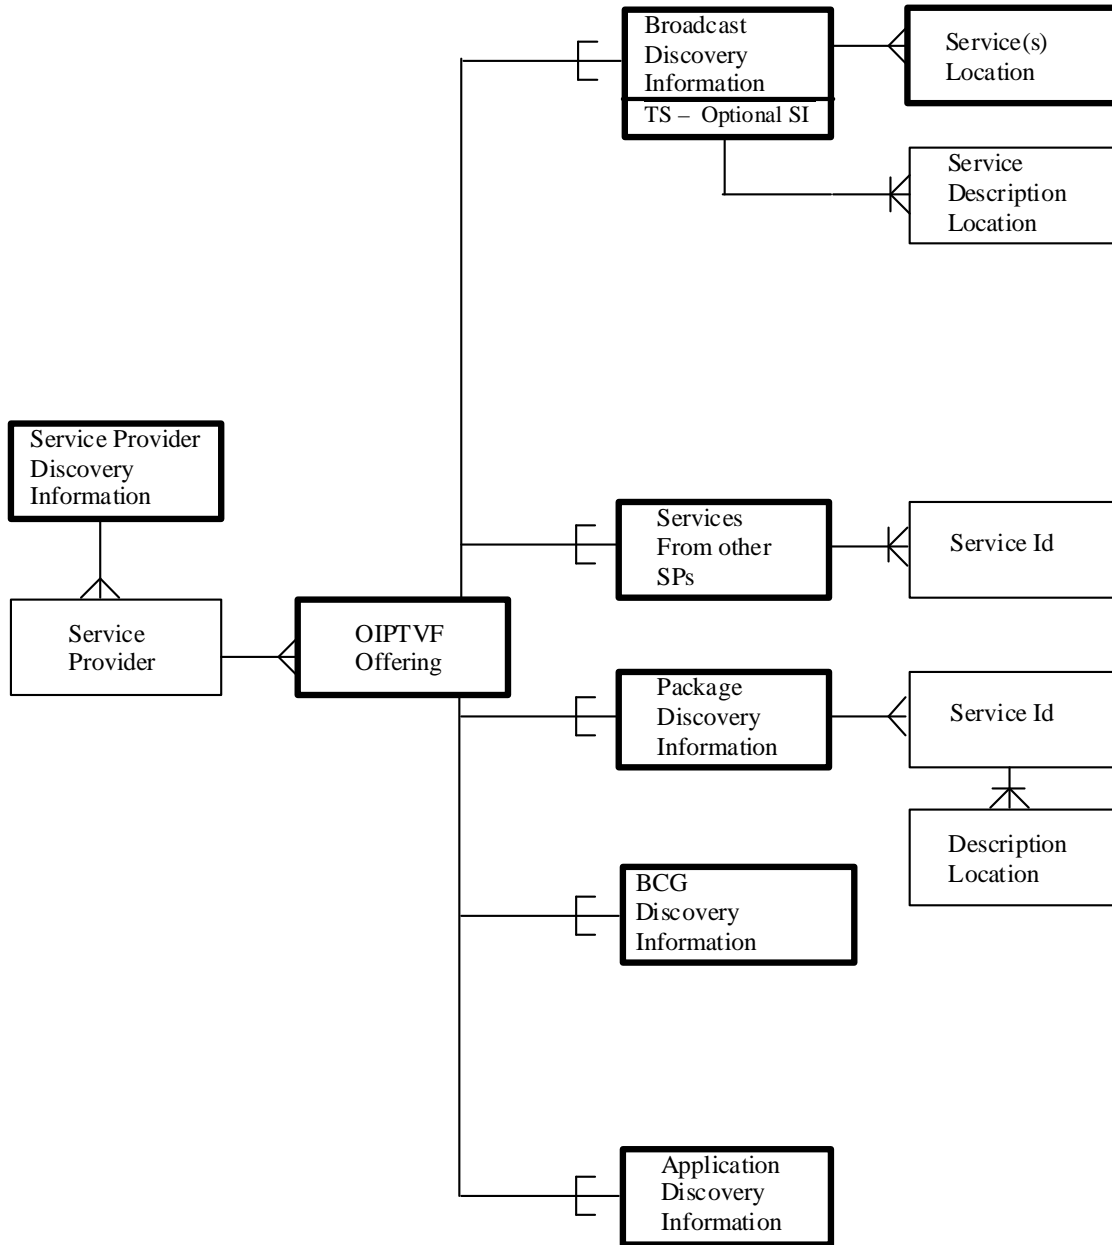 Broadcast
Discovery
Information
TS – Optional SI
Service(s)
Location
Service
Description
Location
Service Provider
Discovery
Information
Service
Provider
OIPTVF
Offering
Services
From other
SPs
Service Id
Package
Discovery
Information
Service Id
Description
Location
BCG
Discovery
Information
Application
Discovery
Information